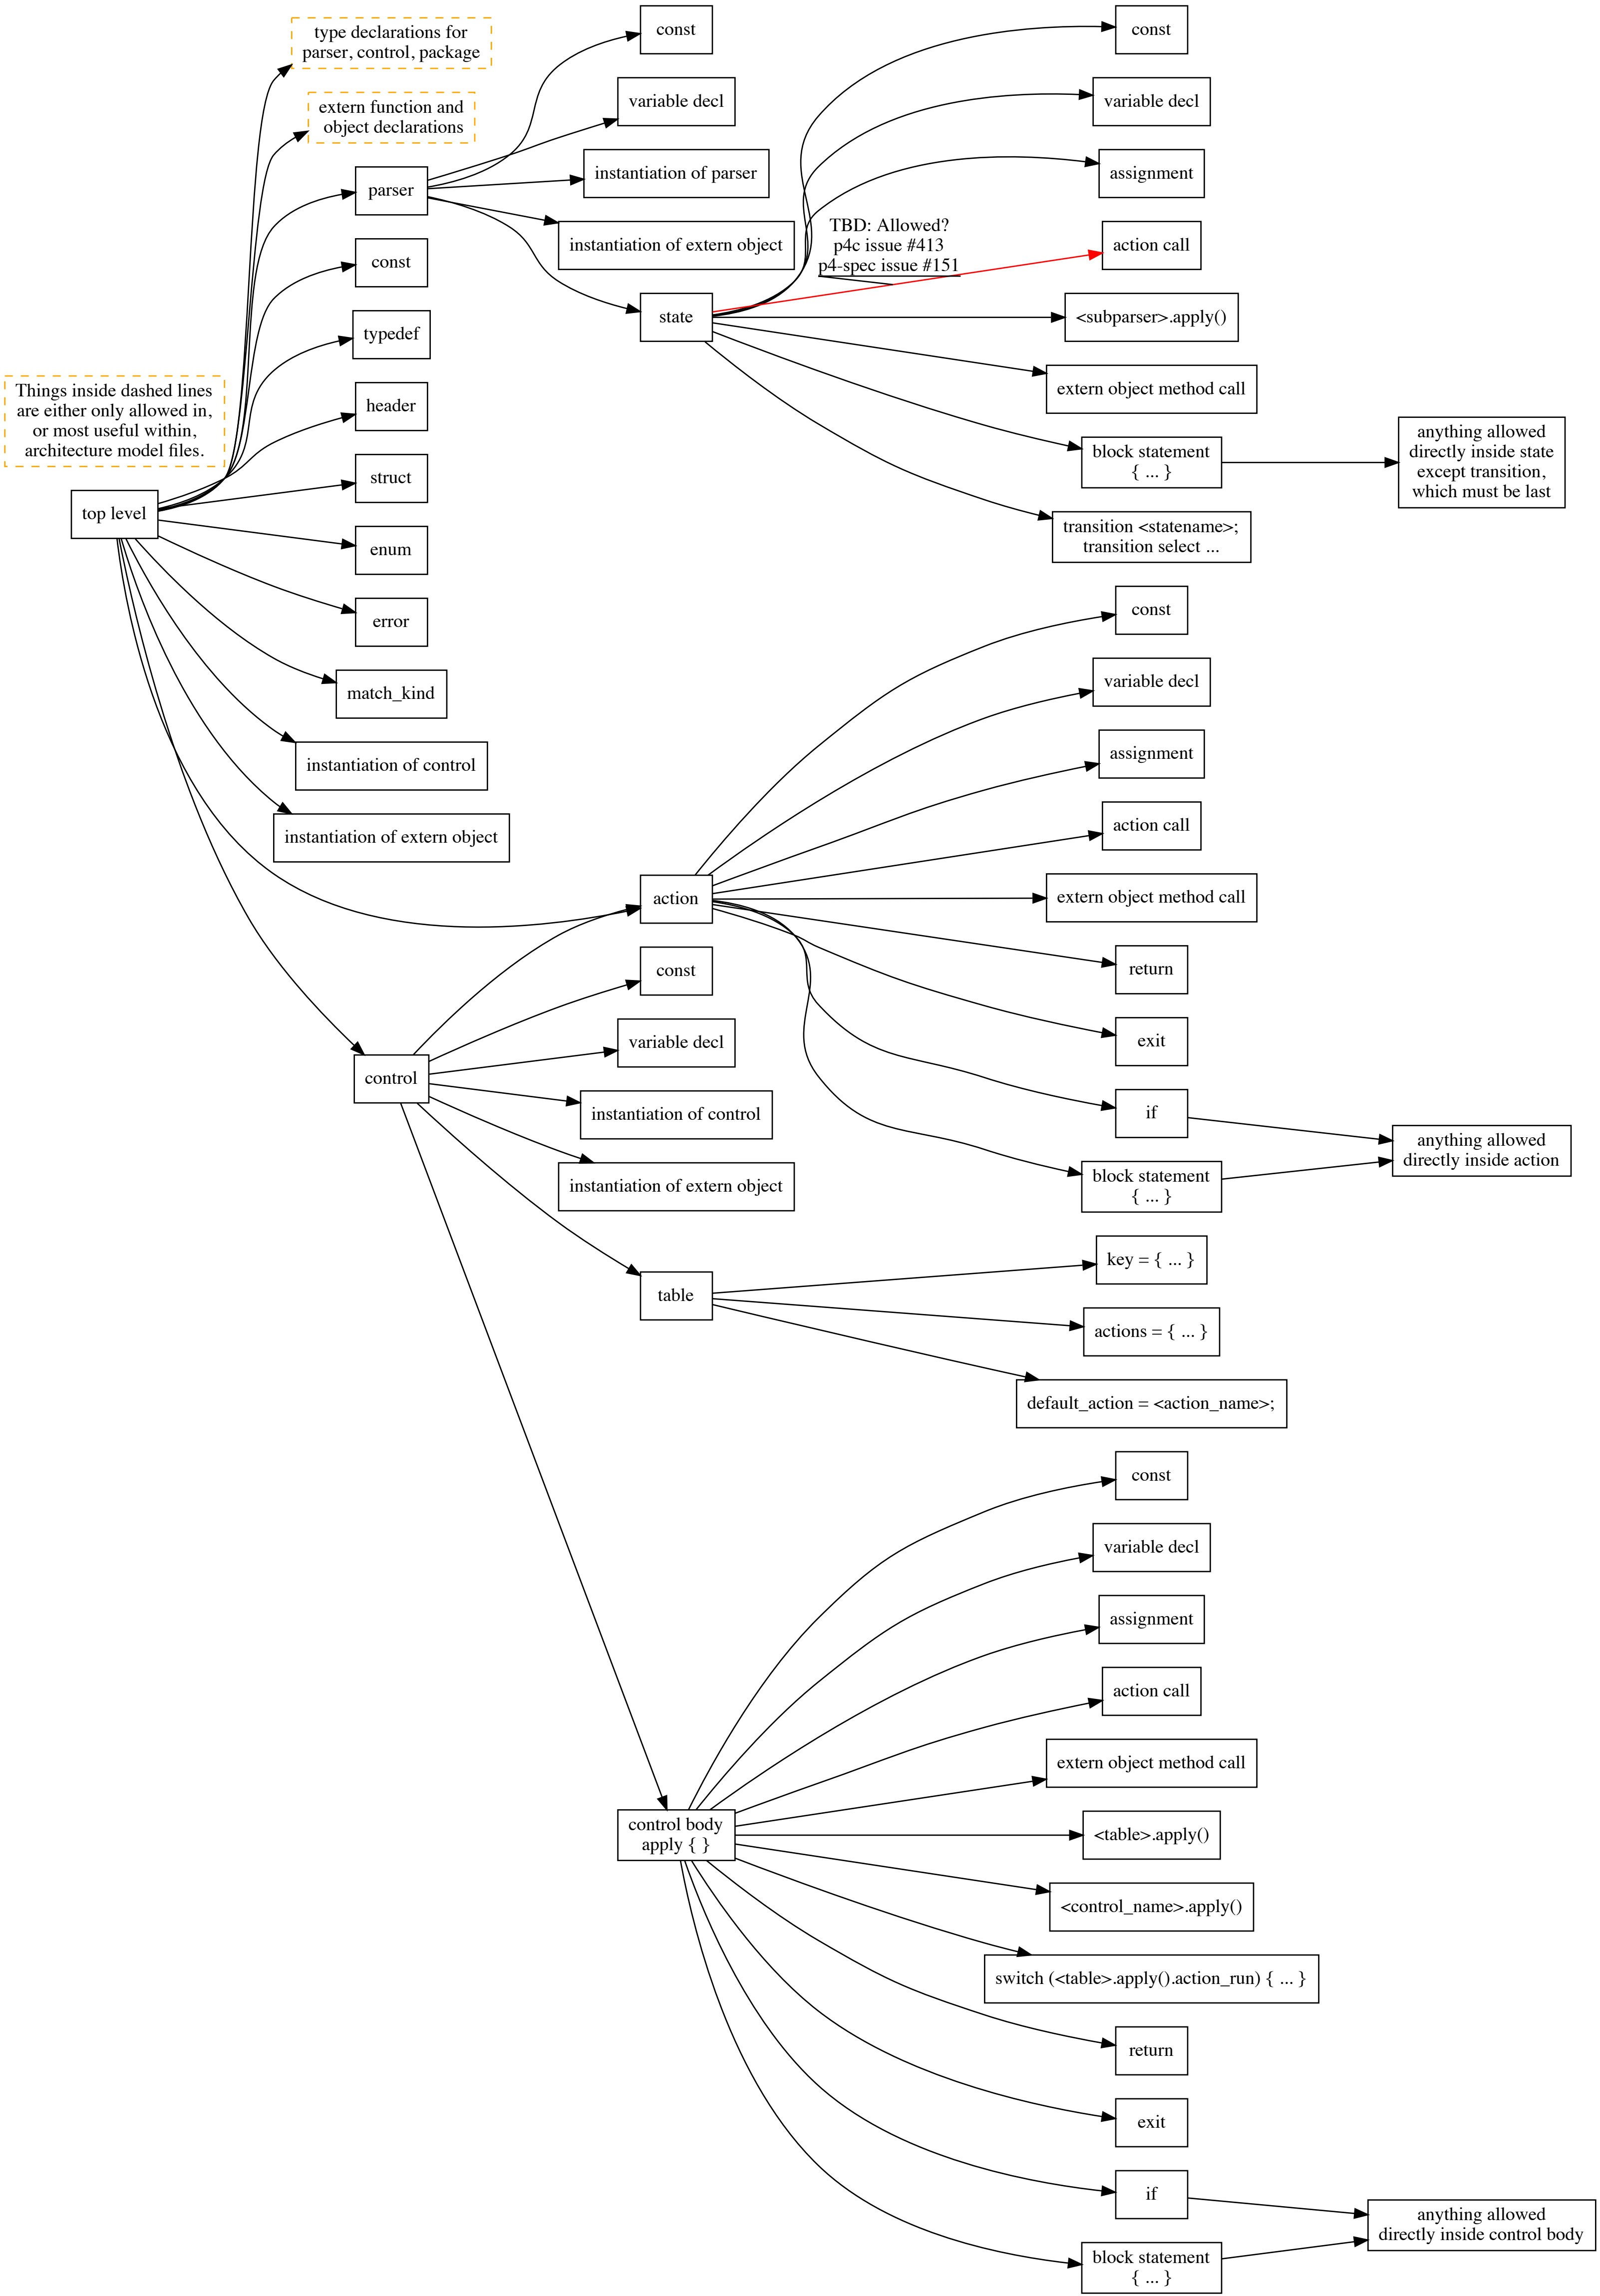 type declarations for
parser, control, package
extern function and
object declarations
parser
const
typedef
Things inside dashed lines
are either only allowed in,
or most useful within,
architecture model files.
header
struct
top level
enum
error
match_kind
instantiation of control
instantiation of extern object
control
const
variable decl
instantiation of parser
instantiation of extern object
state
TBD: Allowed?
p4c issue #413
p4-spec issue #151
const
variable decl
assignment
action call
<subparser>.apply()
extern object method call
block statement
{ ... }
transition <statename>;
transition select ...
anything allowed
directly inside state
except transition,
which must be last
action
const
variable decl
instantiation of control
instantiation of extern object
table
control body
apply { }
const
variable decl
assignment
action call
extern object method call
return
exit
if
block statement
{ ... }
anything allowed
directly inside action
key = { ... }
actions = { ... }
default_action = <action_name>;
const
variable decl
assignment
action call
extern object method call
<table>.apply()
<control_name>.apply()
switch (<table>.apply().action_run) { ... }
return
exit
if
block statement
{ ... }
anything allowed
directly inside control body